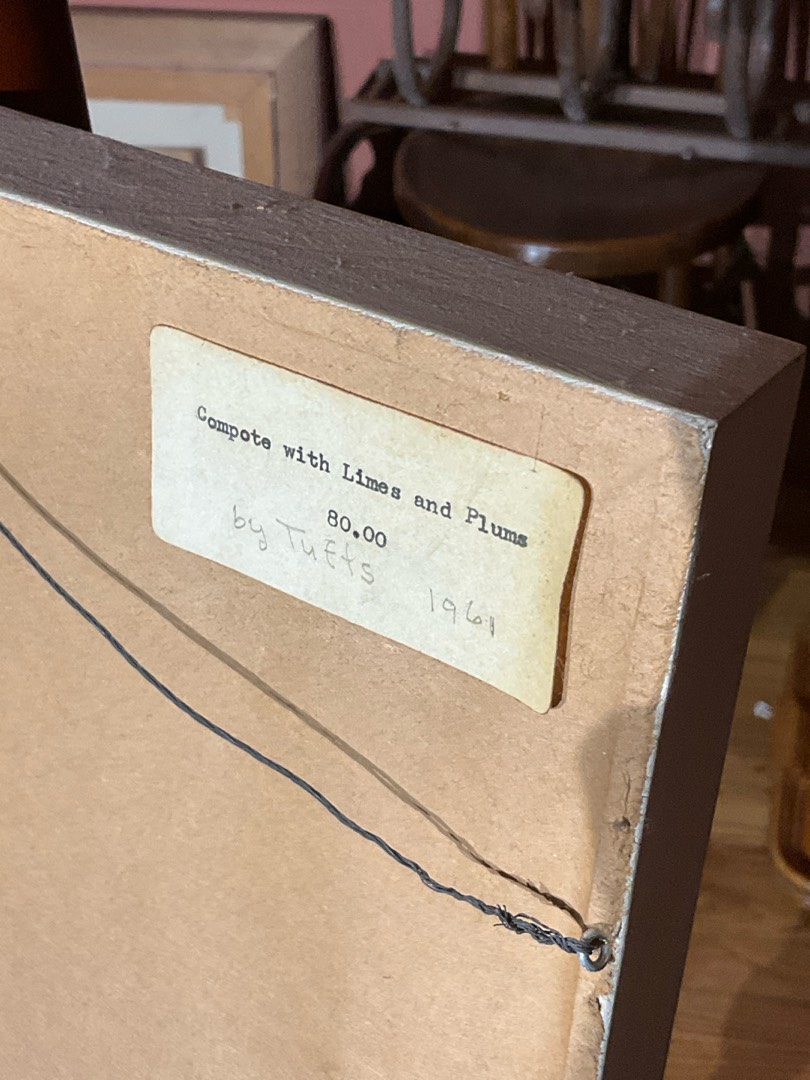 Compote with Limes and Plums
80.00
by Tufts 1961